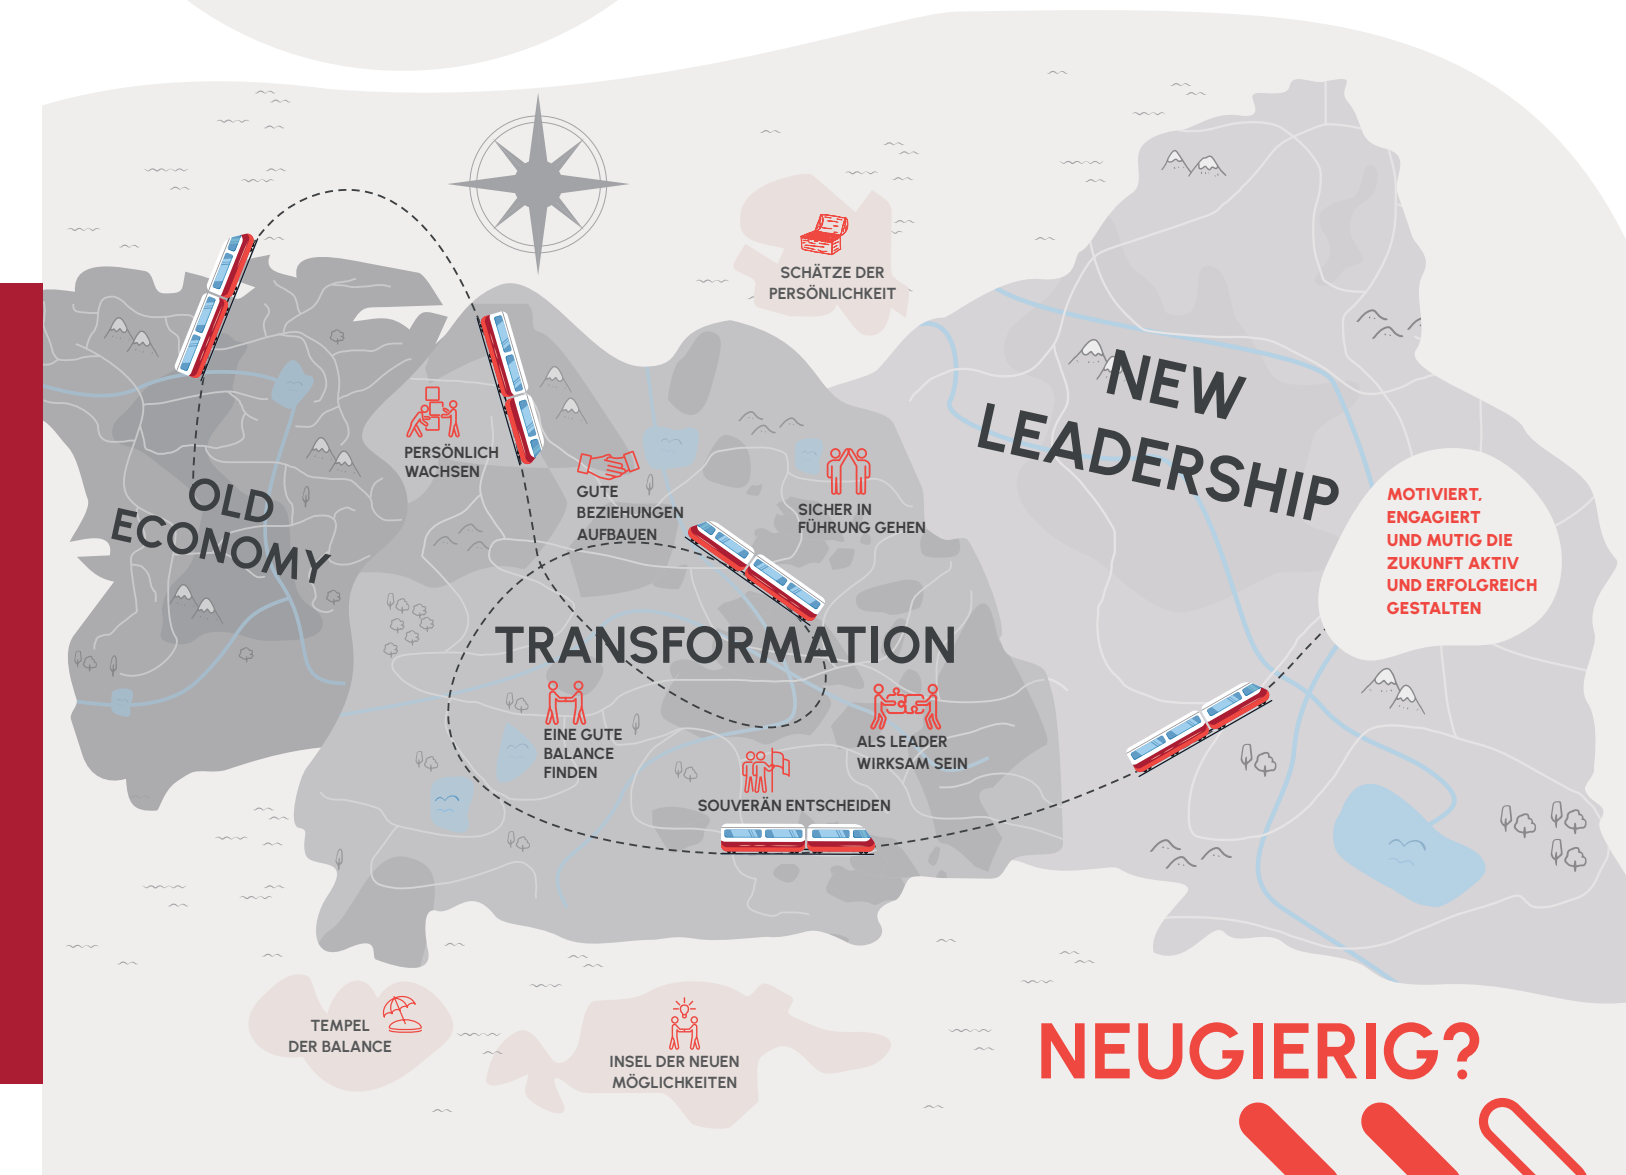 SCHÄTZE DER
PERSÖNLICHKEIT
NEW
LEADERSHIP
PERSÖNLICH
WACHSEN
GUTE
BEZIEHUNGEN
AUFBAUEN
SICHER IN
FÜHRUNG GEHEN
OLD
ECONOMY
MOTIVIERT,
ENGAGIERT
UND MUTIG DIE
ZUKUNFT AKTIV
UND ERFOLGREICH
GESTALTEN
TRANSFORMATION
EINE GUTE
BALANCE
FINDEN
ALS LEADER
WIRKSAM SEIN
SOUVERÄN ENTSCHEIDEN
TEMPEL
DER BALANCE
INSEL DER NEUEN
MÖGLICHKEITEN
NEUGIERIG?